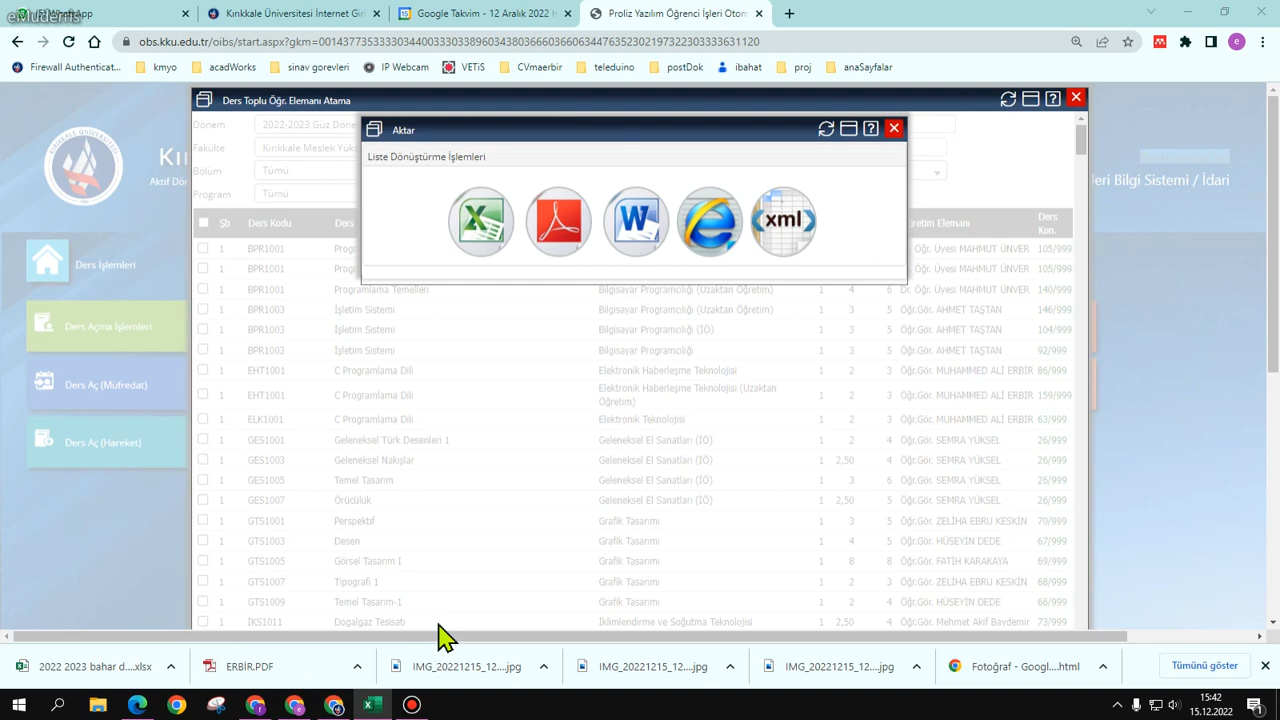 eMuderris
WhatsApp
Kırıkkale Üniversitesi İnternet Giri
Google Takvim - 12 Aralık 2022 h
Proliz Yazılım Öğrenci İşleri Otom
obs.kku.edu.tr/oibs/start.aspx?gkm=00143773533330344003330338960343803660360634476352302197322303333631120
Firewall Authenticat...
kmyo
acadWorks
sinav gorevleri
IP Webcam
VETiS
CVmaerbir
teleduino
postDok
ibahat
proj
anaSayfalar
Ders Toplu Öğr. Elemanı Atama
Dönem
2022-2023 Güz Döne
Fakülte
Kırıkkale Meslek Yük
Bölüm
Tümü
Program
Tümü
Aktar
Liste Dönüştürme İşlemleri
xml
Kırı
Aktif Dö
leri Bilgi Sistemi / İdari
Ders İşlemleri
Ders Açma İşlemleri
Ders Aç (Müfredat)
Ders Aç (Hareket)
Şb Ders Kodu Ders retim Elemanı Ders Kon.
1 BPR1001 Progr . Üyesi MAHMUT ÜNVER 105/999
1 BPR1001 Progr . Üyesi MAHMUT ÜNVER 105/999
1 BPR1001 Programlama Temelleri Bilgisayar Programcılığı (Uzaktan Öğretim) 1 4 6 Dr. Öğr. Üyesi MAHMUT ÜNVER 140/999
1 BPR1003 İşletim Sistemi Bilgisayar Programcılığı (Uzaktan Öğretim) 1 3 5 Öğr.Gör. AHMET TAŞTAN 146/999
1 BPR1003 İşletim Sistemi Bilgisayar Programcılığı (İÖ) 1 3 5 Öğr.Gör. AHMET TAŞTAN 104/999
1 BPR1003 İşletim Sistemi Bilgisayar Programcılığı 1 3 5 Öğr.Gör. AHMET TAŞTAN 92/999
1 EHT1001 C Programlama Dili Elektronik Haberleşme Teknolojisi 1 2 3 Öğr.Gör. MUHAMMED ALİ ERBİR 86/999
1 EHT1001 C Programlama Dili Elektronik Haberleşme Teknolojisi (Uzaktan Öğretim) 1 2 3 Öğr.Gör. MUHAMMED ALİ ERBİR 159/999
1 ELK1001 C Programlama Dili Elektronik Teknolojisi 1 2 3 Öğr.Gör. MUHAMMED ALİ ERBİR 63/999
1 GES1001 Geleneksel Türk Desenleri 1 Geleneksel El Sanatları (İÖ) 1 2 4 Öğr.Gör. SEMRA YÜKSEL 26/999
1 GES1003 Geleneksel Nakışlar Geleneksel El Sanatları (İÖ) 1 2,50 4 Öğr.Gör. SEMRA YÜKSEL 26/999
1 GES1005 Temel Tasarım Geleneksel El Sanatları (İÖ) 1 3 6 Öğr.Gör. SEMRA YÜKSEL 26/999
1 GES1007 Örücülük Geleneksel El Sanatları (İÖ) 1 2,50 5 Öğr.Gör. SEMRA YÜKSEL 26/999
1 GTS1001 Perspektif Grafik Tasarımı 1 3 5 Öğr.Gör. ZELİHA EBRU KESKİN 70/999
1 GTS1003 Desen Grafik Tasarımı 1 4 5 Öğr.Gör. HÜSEYİN DEDE 67/999
1 GTS1005 Görsel Tasarım I Grafik Tasarımı 1 8 8 Öğr.Gör. FATİH KARAKAYA 69/999
1 GTS1007 Tipografi 1 Grafik Tasarımı 1 2 3 Öğr.Gör. ZELİHA EBRU KESKİN 68/999
1 GTS1009 Temel Tasarım-1 Grafik Tasarımı 1 2 4 Öğr.Gör. HÜSEYİN DEDE 66/999
1 İKS1011 Doğalgaz Tesisatı İklimlendirme ve Soğutma Teknolojisi 1 2,50 4 Öğr.Gör. Mehmet Akif Baydemir 73/999
2022 2023 bahar d....xlsx
ERBİR.PDF
IMG_20221215_12....jpg
IMG_20221215_12....jpg
IMG_20221215_12....jpg
Fotoğraf - Googl....html
Tümünü göster
15:42
15.12.2022